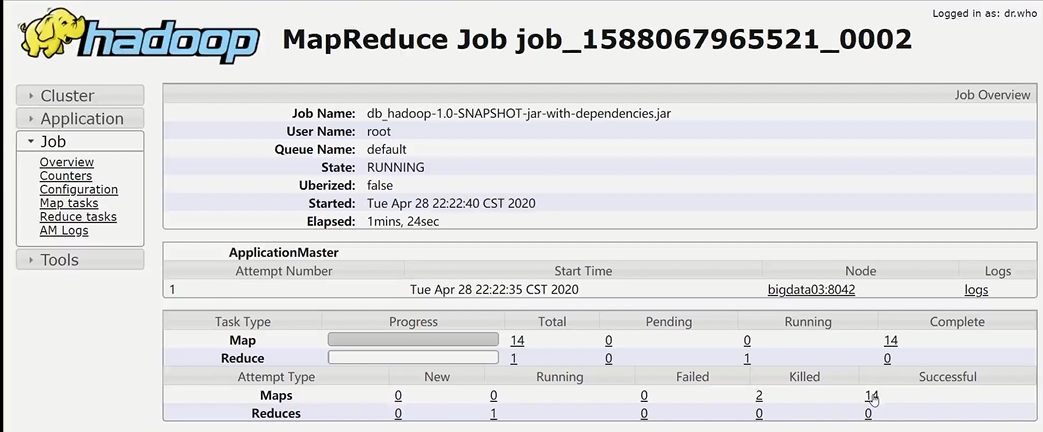 Logged in as: dr.who
hadoop MapReduce Job job_1588067965521_0002
Cluster
Application
Job
Overview
Counters
Configuration
Map tasks
Reduce tasks
AM Logs
Tools
Job Overview
Job Name: db_hadoop-1.0-SNAPSHOT-jar-with-dependencies.jar
User Name: root
Queue Name: default
State: RUNNING
Uberized: false
Started: Tue Apr 28 22:22:40 CST 2020
Elapsed: 1mins, 24sec
ApplicationMaster
Attempt Number Start Time Node Logs
1 Tue Apr 28 22:22:35 CST 2020 bigdata03:8042 logs
Task Type Progress Total Pending Running Complete
Map 14 0 0 14
Reduce 1 0 1 0
Attempt Type New Running Failed Killed Successful
Maps 0 0 0 2 14
Reduces 0 1 0 0 0